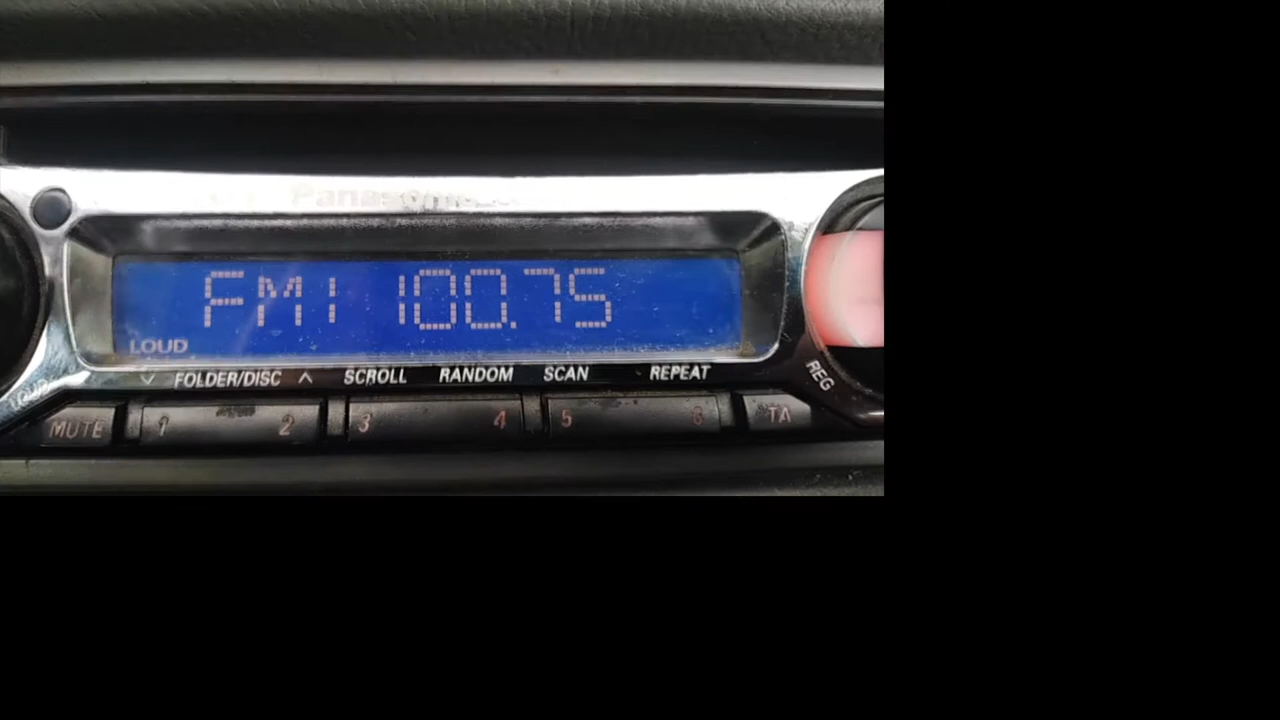 Panasonic
FM1 100.75
LOUD
FOLDER/DISC SCROLL RANDOM SCAN REPEAT
REG
MUTE 1 2 3 4 5 6 TA